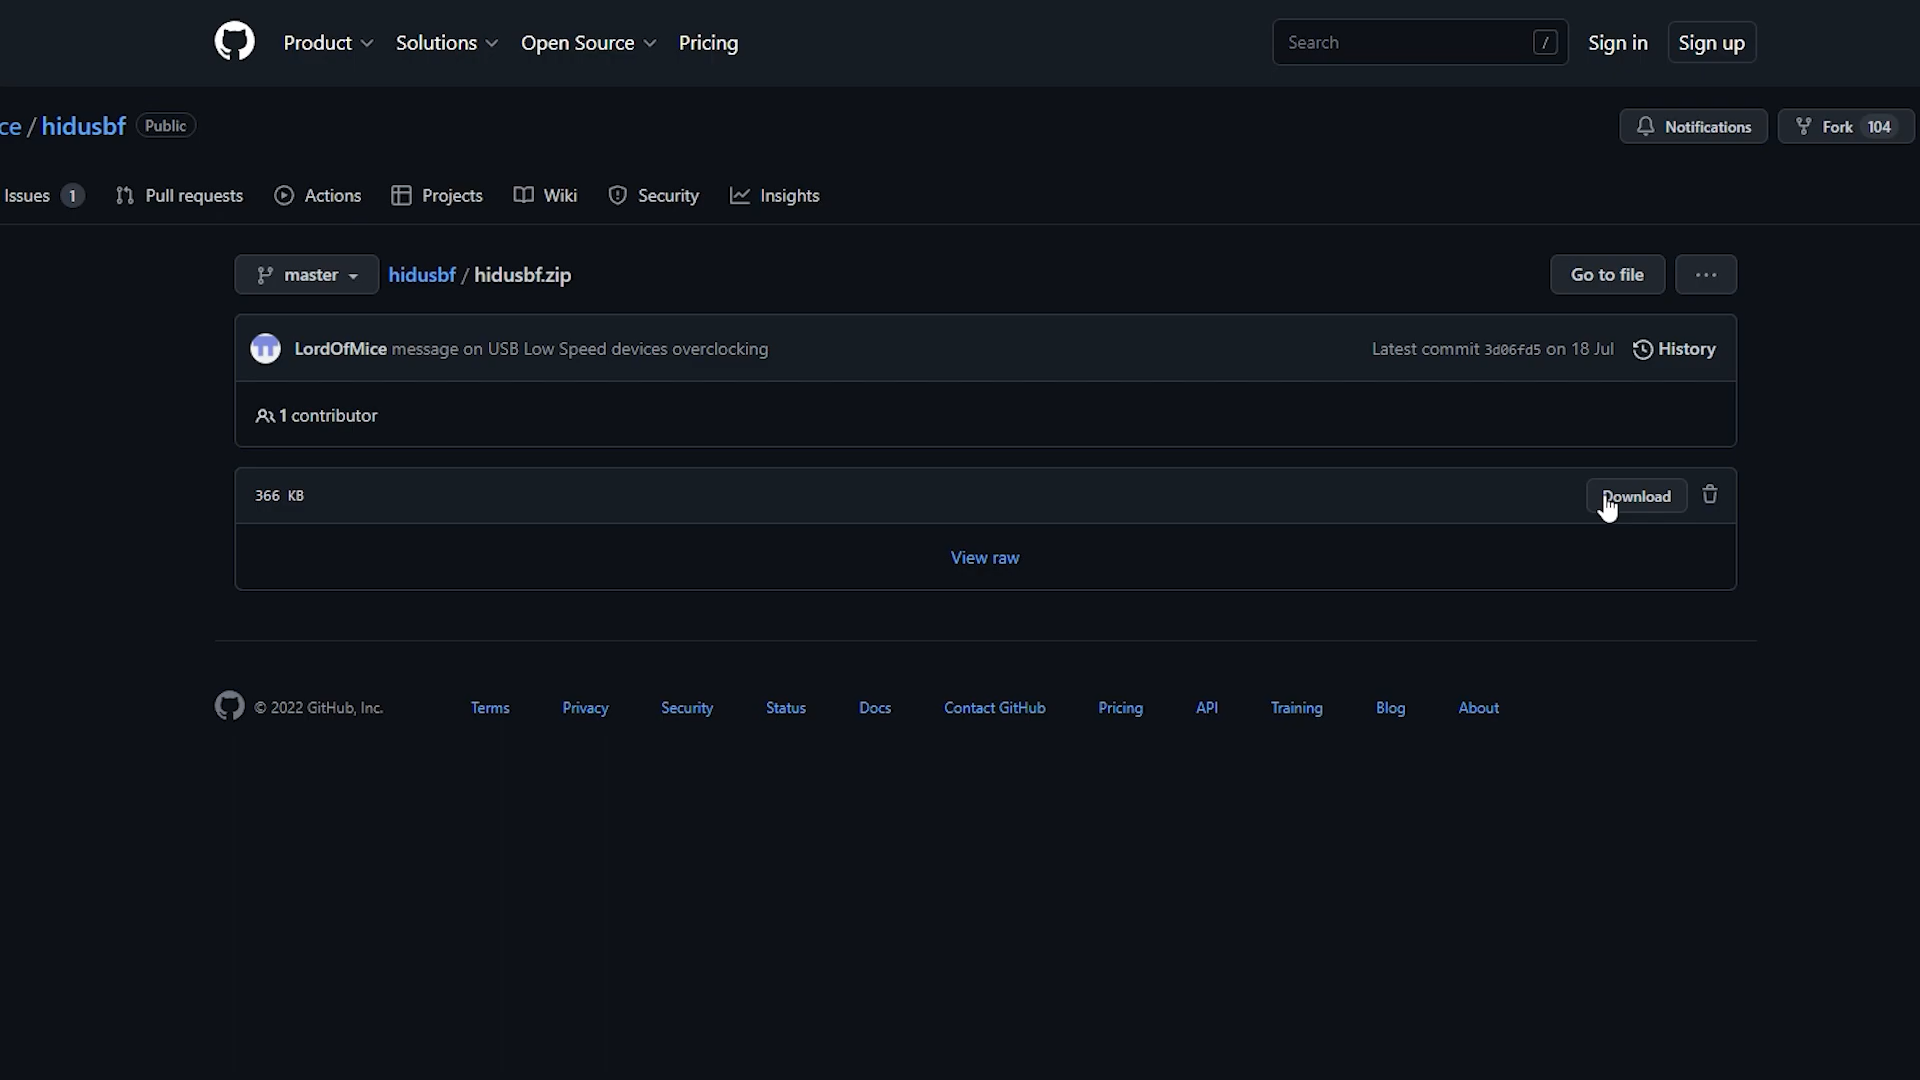 Product Solutions Open Source Pricing Search / Sign in Sign up
ce / hidusbf Public Notifications Fork 104
Issues 1 Pull requests Actions Projects Wiki Security Insights
master hidusbf / hidusbf.zip Go to file ...
LordOfMice message on USB Low Speed devices overclocking Latest commit 3d06fd5 on 18 Jul History
1 contributor
366 KB Download
View raw
© 2022 GitHub, Inc. Terms Privacy Security Status Docs Contact GitHub Pricing API Training Blog About